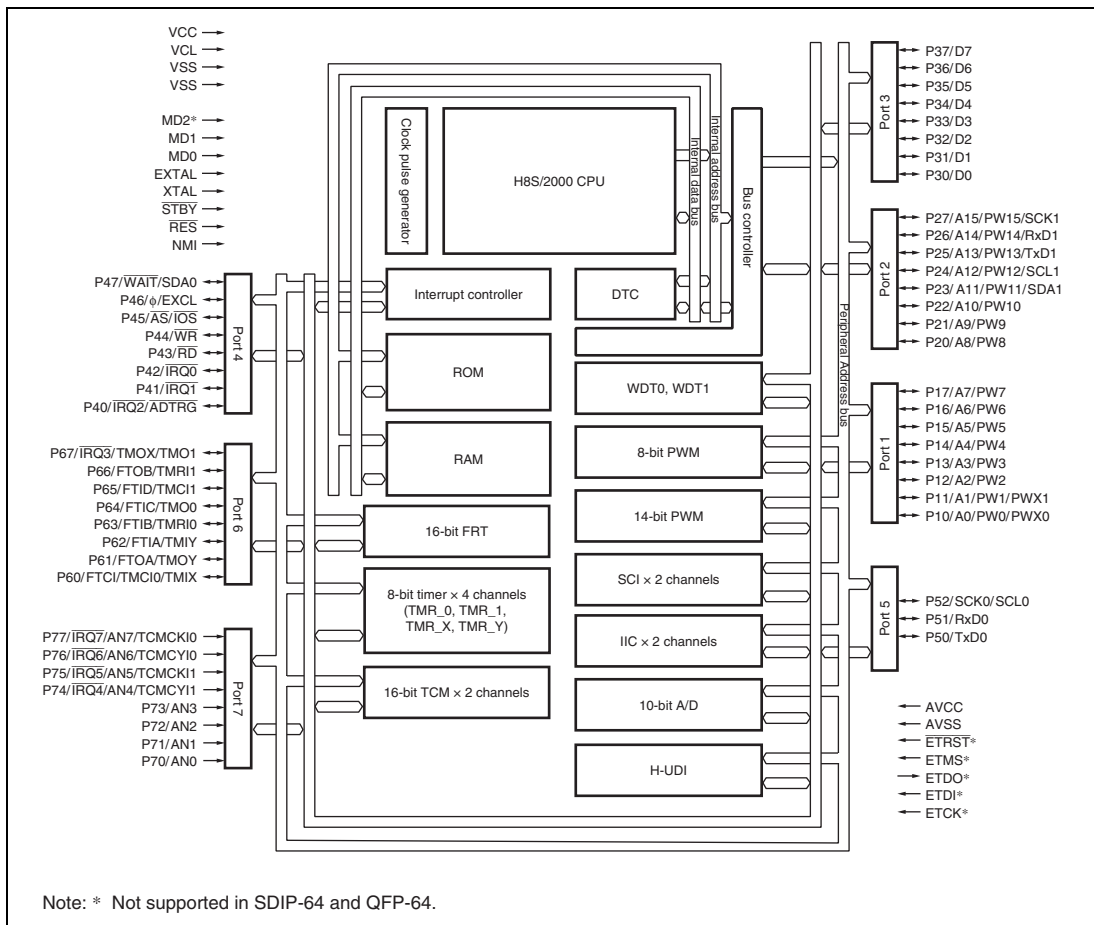 VCC
VCL
VSS
VSS
MD2*
MD1
MD0
EXTAL
XTAL
STBY
RES
NMI
P47/WAIT/SDA0
P46/ϕ/EXCL
P45/AS/IOS
P44/WR
P43/RD
P42/IRQ0
P41/IRQ1
P40/IRQ2/ADTRG
Port 4
P67/IRQ3/TMOX/TMO1
P66/FTOB/TMRI1
P65/FTID/TMCI1
P64/FTIC/TMO0
P63/FTIB/TMRI0
P62/FTIA/TMIY
P61/FTOA/TMOY
P60/FTCI/TMCI0/TMIX
Port 6
P77/IRQ7/AN7/TCMCKI0
P76/IRQ6/AN6/TCMCYI0
P75/IRQ5/AN5/TCMCKI1
P74/IRQ4/AN4/TCMCYI1
P73/AN3
P72/AN2
P71/AN1
P70/AN0
Port 7
Clock pulse generator
H8S/2000 CPU
Internal data bus
Internal address bus
Bus controller
Interrupt controller
DTC
ROM
RAM
16-bit FRT
8-bit timer × 4 channels
(TMR_0, TMR_1,
TMR_X, TMR_Y)
16-bit TCM × 2 channels
WDT0, WDT1
8-bit PWM
14-bit PWM
SCI × 2 channels
IIC × 2 channels
10-bit A/D
H-UDI
Peripheral Address bus
Port 3
P37/D7
P36/D6
P35/D5
P34/D4
P33/D3
P32/D2
P31/D1
P30/D0
Port 2
P27/A15/PW15/SCK1
P26/A14/PW14/RxD1
P25/A13/PW13/TxD1
P24/A12/PW12/SCL1
P23/A11/PW11/SDA1
P22/A10/PW10
P21/A9/PW9
P20/A8/PW8
Port 1
P17/A7/PW7
P16/A6/PW6
P15/A5/PW5
P14/A4/PW4
P13/A3/PW3
P12/A2/PW2
P11/A1/PW1/PWX1
P10/A0/PW0/PWX0
Port 5
P52/SCK0/SCL0
P51/RxD0
P50/TxD0
AVCC
AVSS
ETRST*
ETMS*
ETDO*
ETDI*
ETCK*
Note: * Not supported in SDIP-64 and QFP-64.